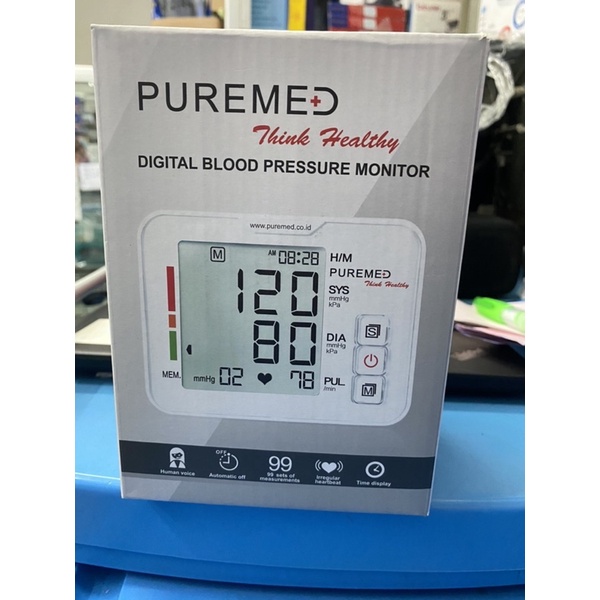 PUREMED
Think Healthy
DIGITAL BLOOD PRESSURE MONITOR
www.puremed.co.id
M AM 08:28 H/M
PUREMED
Think Healthy
120 SYS
mmHg
kPa
80 DIA
mmHg
kPa
S
MEM. mmHg 02 78 PUL
/min
M
OFF
99
Human voice
Automatic off
99 sets of
measurements
Irregular
heartbeat
Time display